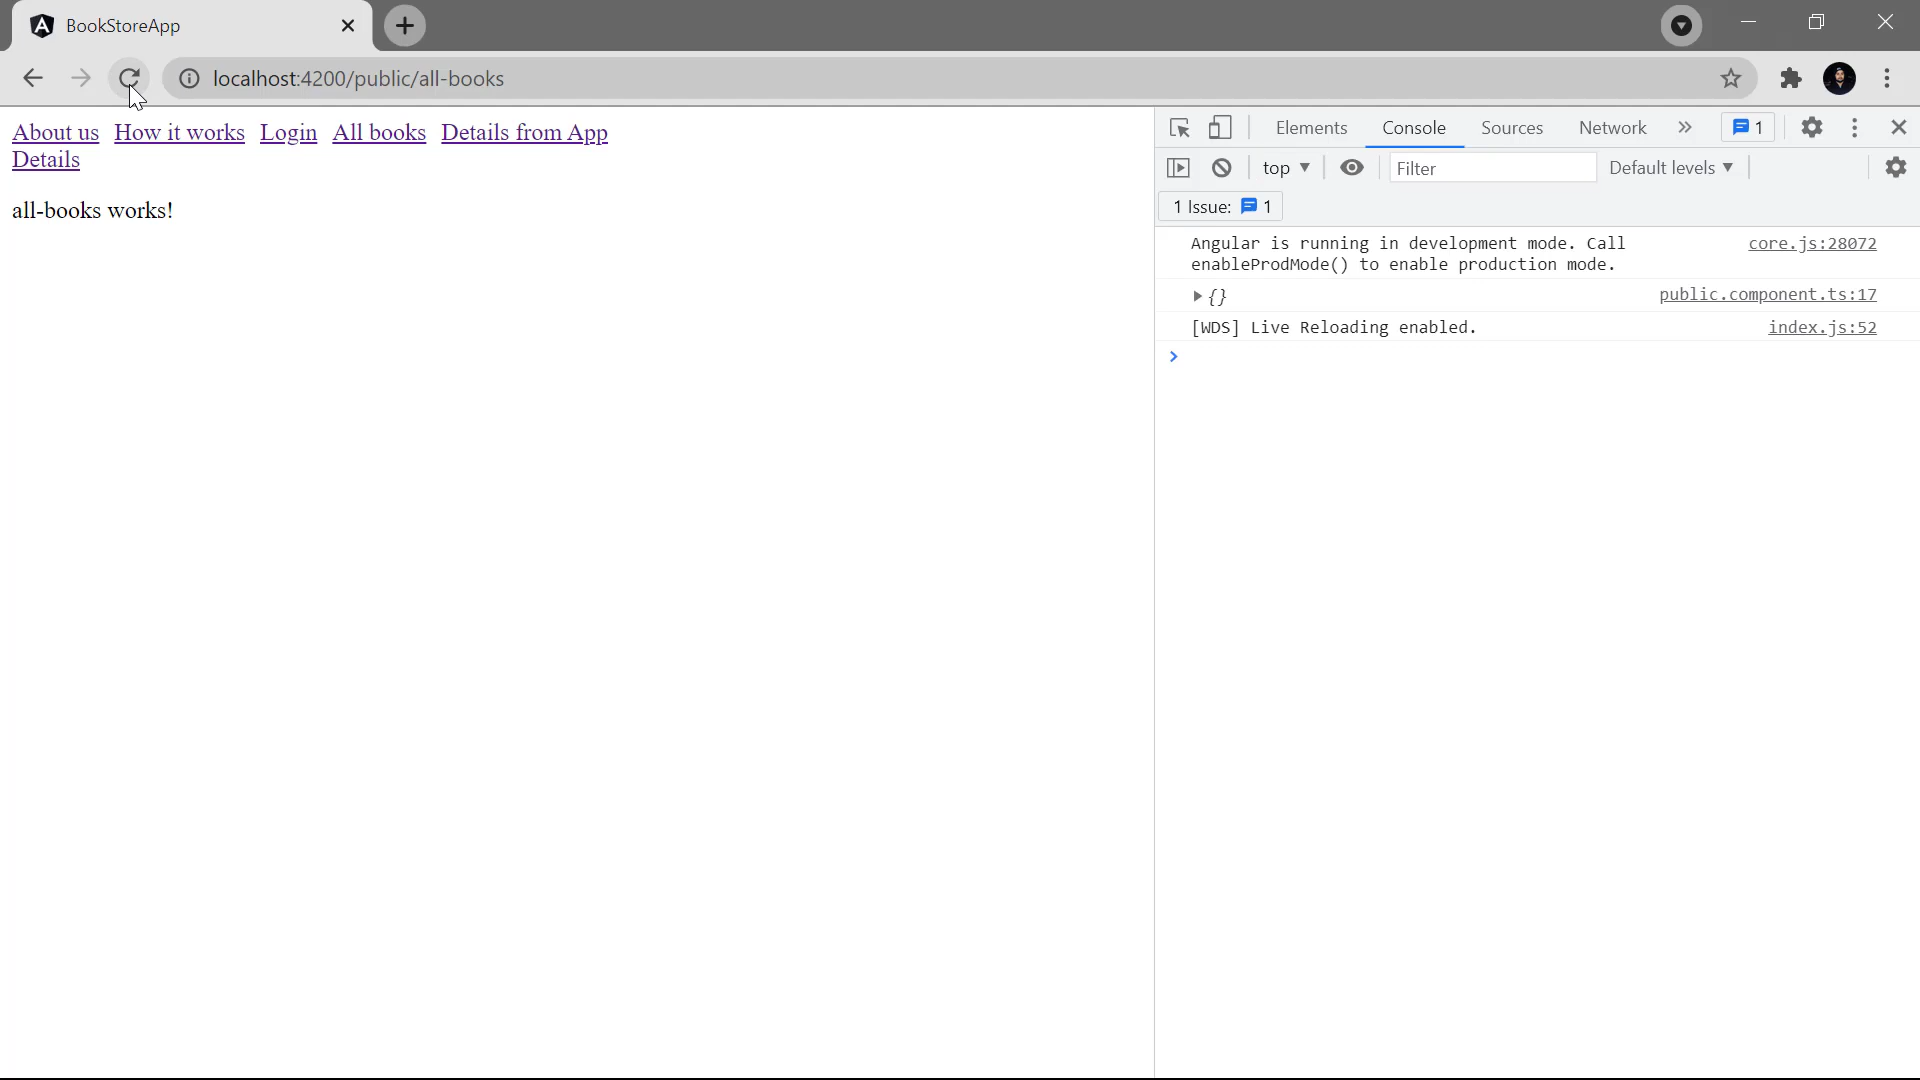 BookStoreApp
localhost:4200/public/all-books
About us How it works Login All books Details from App
Details
all-books works!
Elements Console Sources Network » 1
top ▼ Filter Default levels ▼
1 Issue: 1
Angular is running in development mode. Call core.js:28072
enableProdMode() to enable production mode.
▶ {} public.component.ts:17
[WDS] Live Reloading enabled. index.js:52